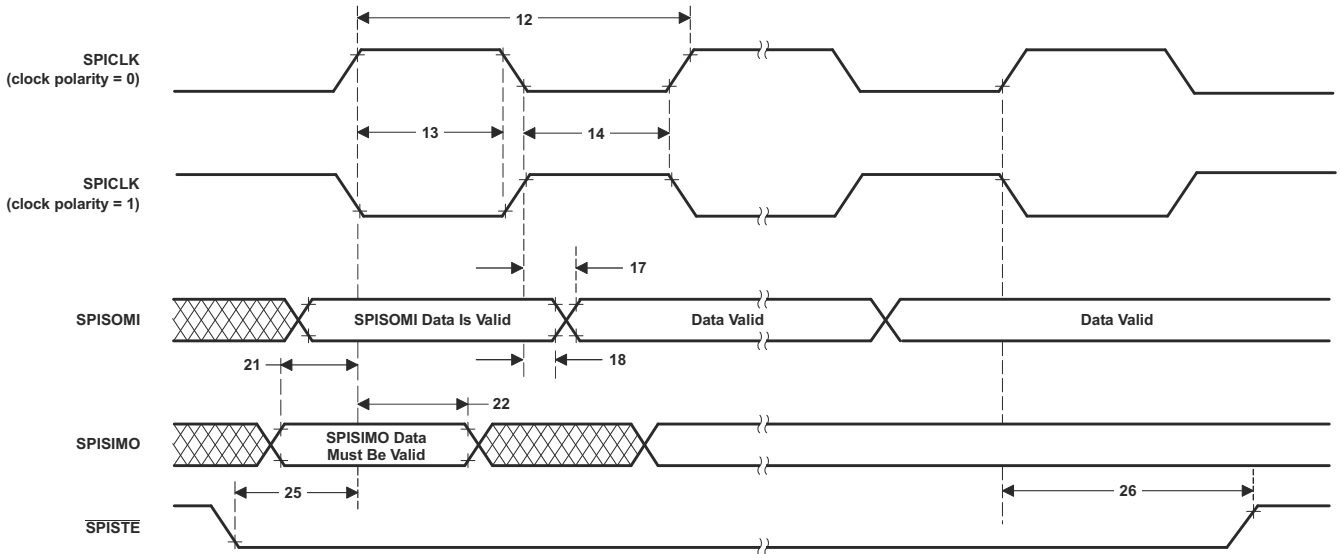 12
SPICLK
(clock polarity = 0)
13
14
SPICLK
(clock polarity = 1)
17
SPISOMI
SPISOMI Data Is Valid
Data Valid
Data Valid
21
18
22
SPISIMO
SPISIMO Data
Must Be Valid
25
26
SPISTE